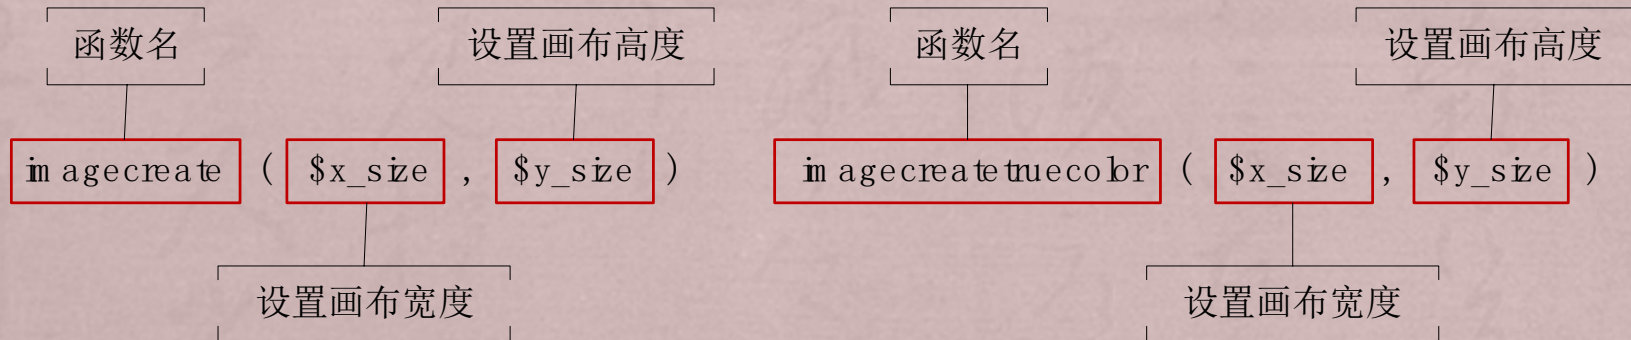 函数名 设置画布高度 函数名 设置画布高度
imagecreate ( $x_size , $y_size ) imagecreatetruecolor ( $x_size , $y_size )
设置画布宽度 设置画布宽度